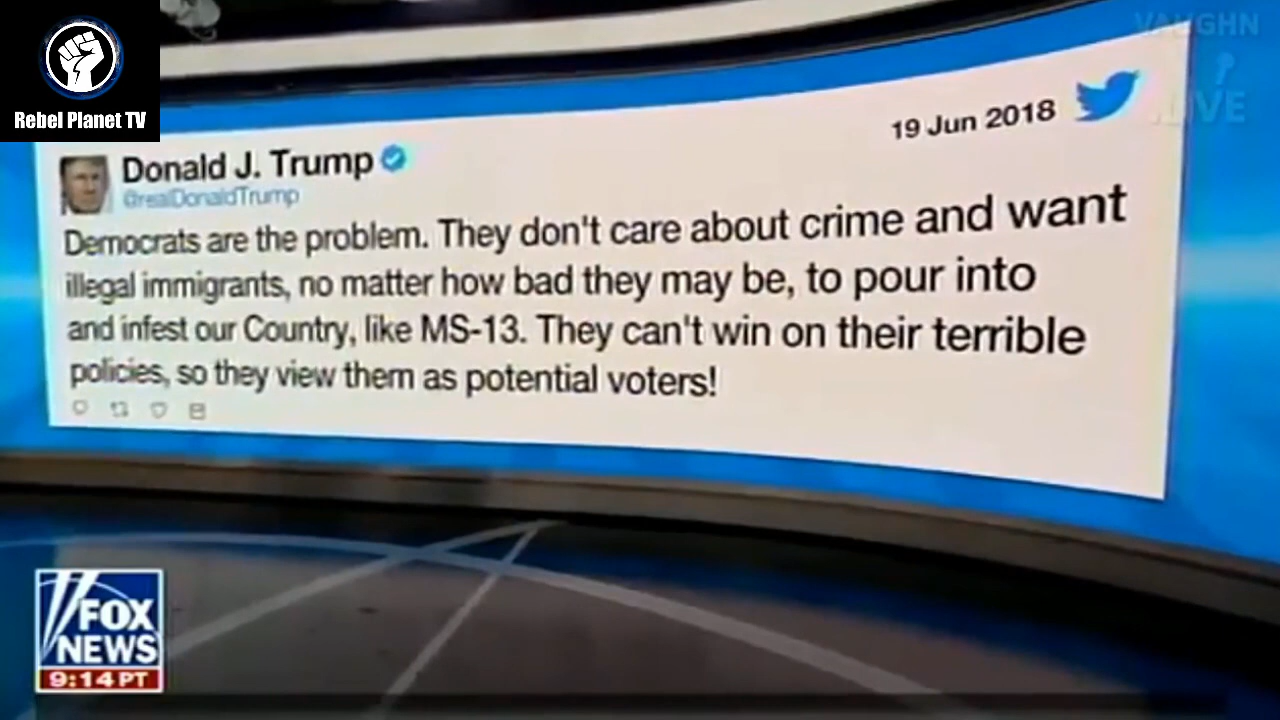 VAUGHN
LIVE
Rebel Planet TV
19 Jun 2018
Donald J. Trump
@realDonaldTrump
Democrats are the problem. They don't care about crime and want
illegal immigrants, no matter how bad they may be, to pour into
and infest our Country, like MS-13. They can't win on their terrible
policies, so they view them as potential voters!
FOX
NEWS
9:14 PT